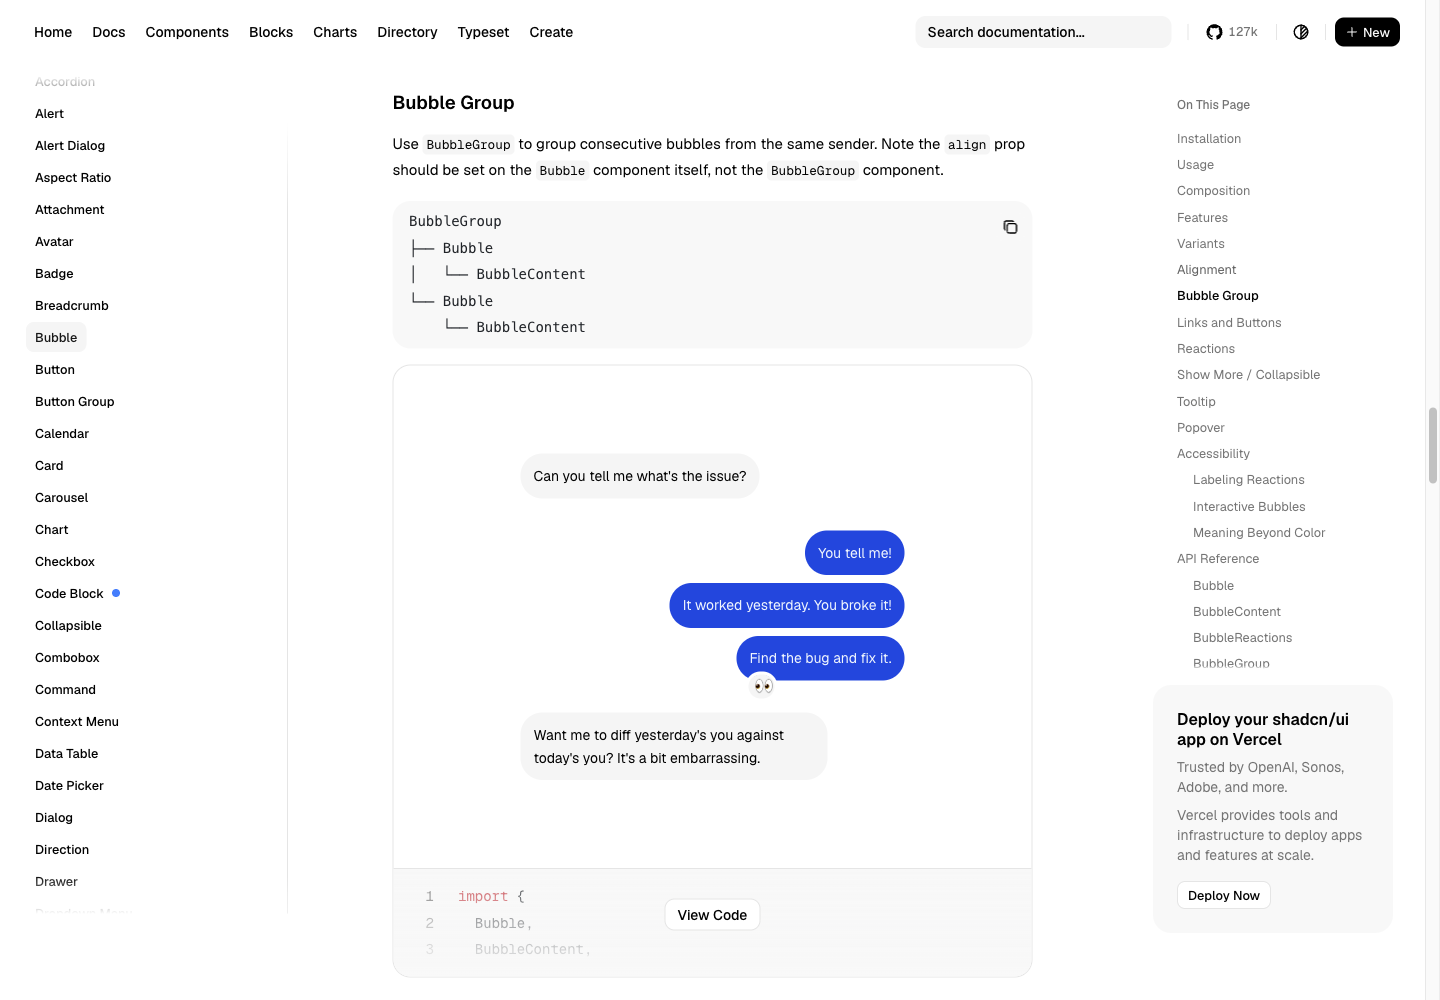 Home Docs Components Blocks Charts Directory Typeset Create
Search documentation...
127k
New
Accordion
Alert
Alert Dialog
Aspect Ratio
Attachment
Avatar
Badge
Breadcrumb
Bubble
Button
Button Group
Calendar
Card
Carousel
Chart
Checkbox
Code Block
Collapsible
Combobox
Command
Context Menu
Data Table
Date Picker
Dialog
Direction
Drawer
Dropdown Menu
Bubble Group
Use BubbleGroup to group consecutive bubbles from the same sender. Note the align prop
should be set on the Bubble component itself, not the BubbleGroup component.
BubbleGroup
├── Bubble
│   └── BubbleContent
└── Bubble
    └── BubbleContent
Can you tell me what's the issue?
You tell me!
It worked yesterday. You broke it!
Find the bug and fix it.
👀
Want me to diff yesterday's you against
today's you? It's a bit embarrassing.
1 import {
2 Bubble,
3 BubbleContent,
View Code
On This Page
Installation
Usage
Composition
Features
Variants
Alignment
Bubble Group
Links and Buttons
Reactions
Show More / Collapsible
Tooltip
Popover
Accessibility
Labeling Reactions
Interactive Bubbles
Meaning Beyond Color
API Reference
Bubble
BubbleContent
BubbleReactions
BubbleGroup
Deploy your shadcn/ui
app on Vercel
Trusted by OpenAI, Sonos,
Adobe, and more.
Vercel provides tools and
infrastructure to deploy apps
and features at scale.
Deploy Now